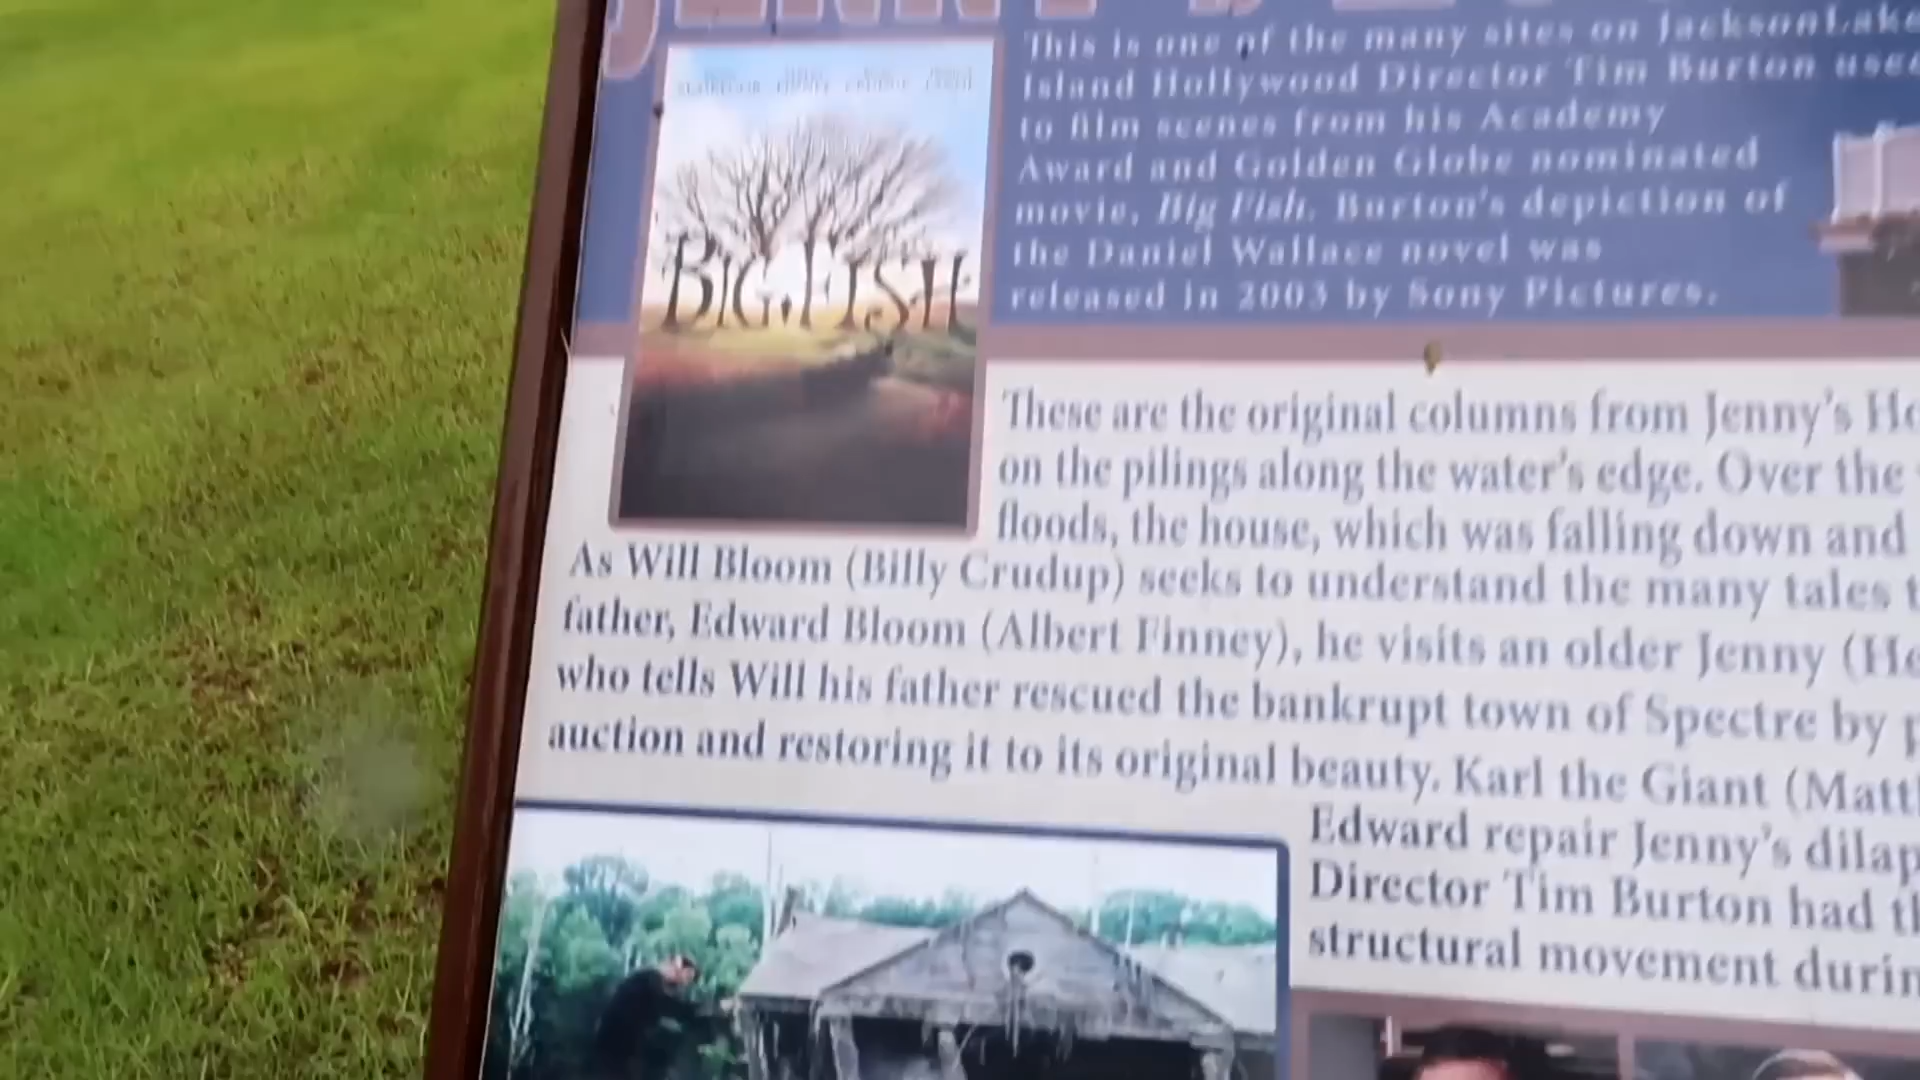 This is one of the many sites on Jackson Lake
Island Hollywood Director Tim Burton used
to film scenes from his Academy
Award and Golden Globe nominated
movie, Big Fish. Burton's depiction of
the Daniel Wallace novel was
released in 2003 by Sony Pictures.
BIG FISH
These are the original columns from Jenny's
on the pilings along the water's edge. Over the
floods, the house, which was falling down and
As Will Bloom (Billy Crudup) seeks to understand the many tales
father, Edward Bloom (Albert Finney), he visits an older Jenny
who tells Will his father rescued the bankrupt town of Spectre by
auction and restoring it to its original beauty. Karl the Giant
Edward repair Jenny's
Director Tim Burton had
structural movement